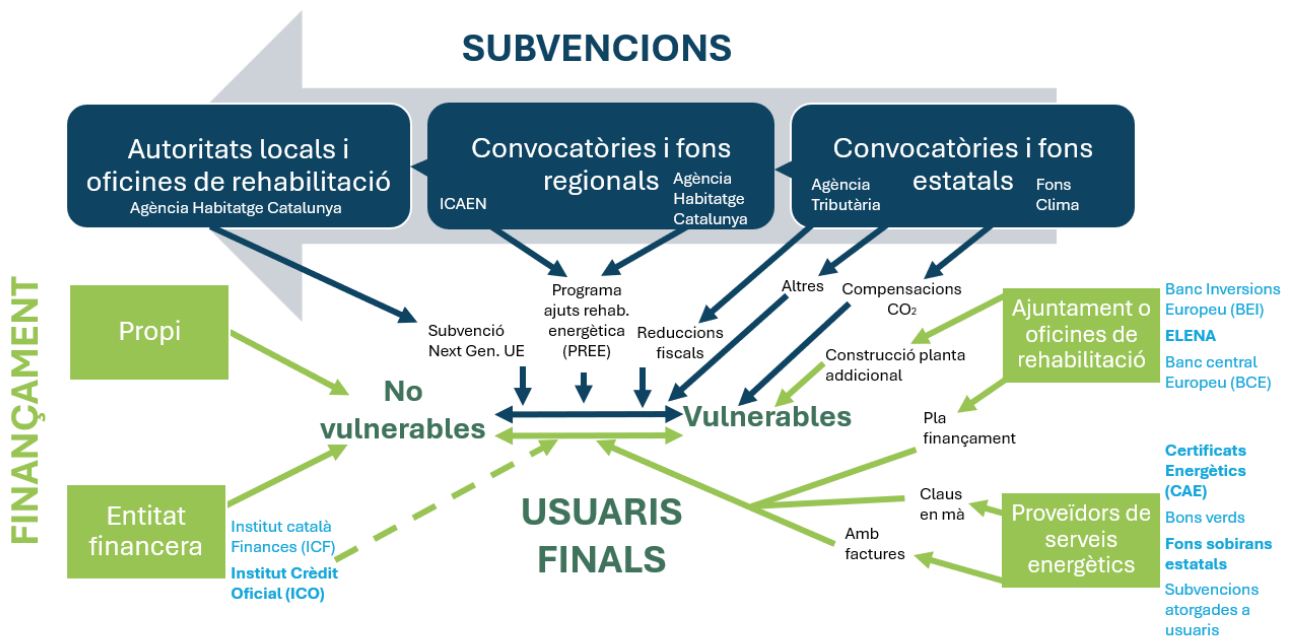 SUBVENCIONS
Autoritats locals i
oficines de rehabilitació
Agència Habitatge Catalunya
Convocatòries i fons
regionals
ICAEN
Agència
Habitatge
Catalunya
Convocatòries i fons
estatals
Agència
Tributària
Fons
Clima
FINANÇAMENT
Propi
Entitat
financera
Institut català
Finances (ICF)
Institut Crèdit
Oficial (ICO)
Subvenció
Next Gen. UE
Programa
ajuts rehab.
energètica
(PREE)
Reduccions
fiscals
Altres
Compensacions
CO₂
Construcció planta
addicional
No
vulnerables
Vulnerables
USUARIS
FINALS
Pla
finançament
Claus
en mà
Amb
factures
Ajuntament o
oficines de
rehabilitació
Banc Inversions
Europeu (BEI)
ELENA
Banc central
Europeu (BCE)
Proveïdors de
serveis
energètics
Certificats
Energètics
(CAE)
Bons verds
Fons sobirans
estatals
Subvencions
atorgades a
usuaris